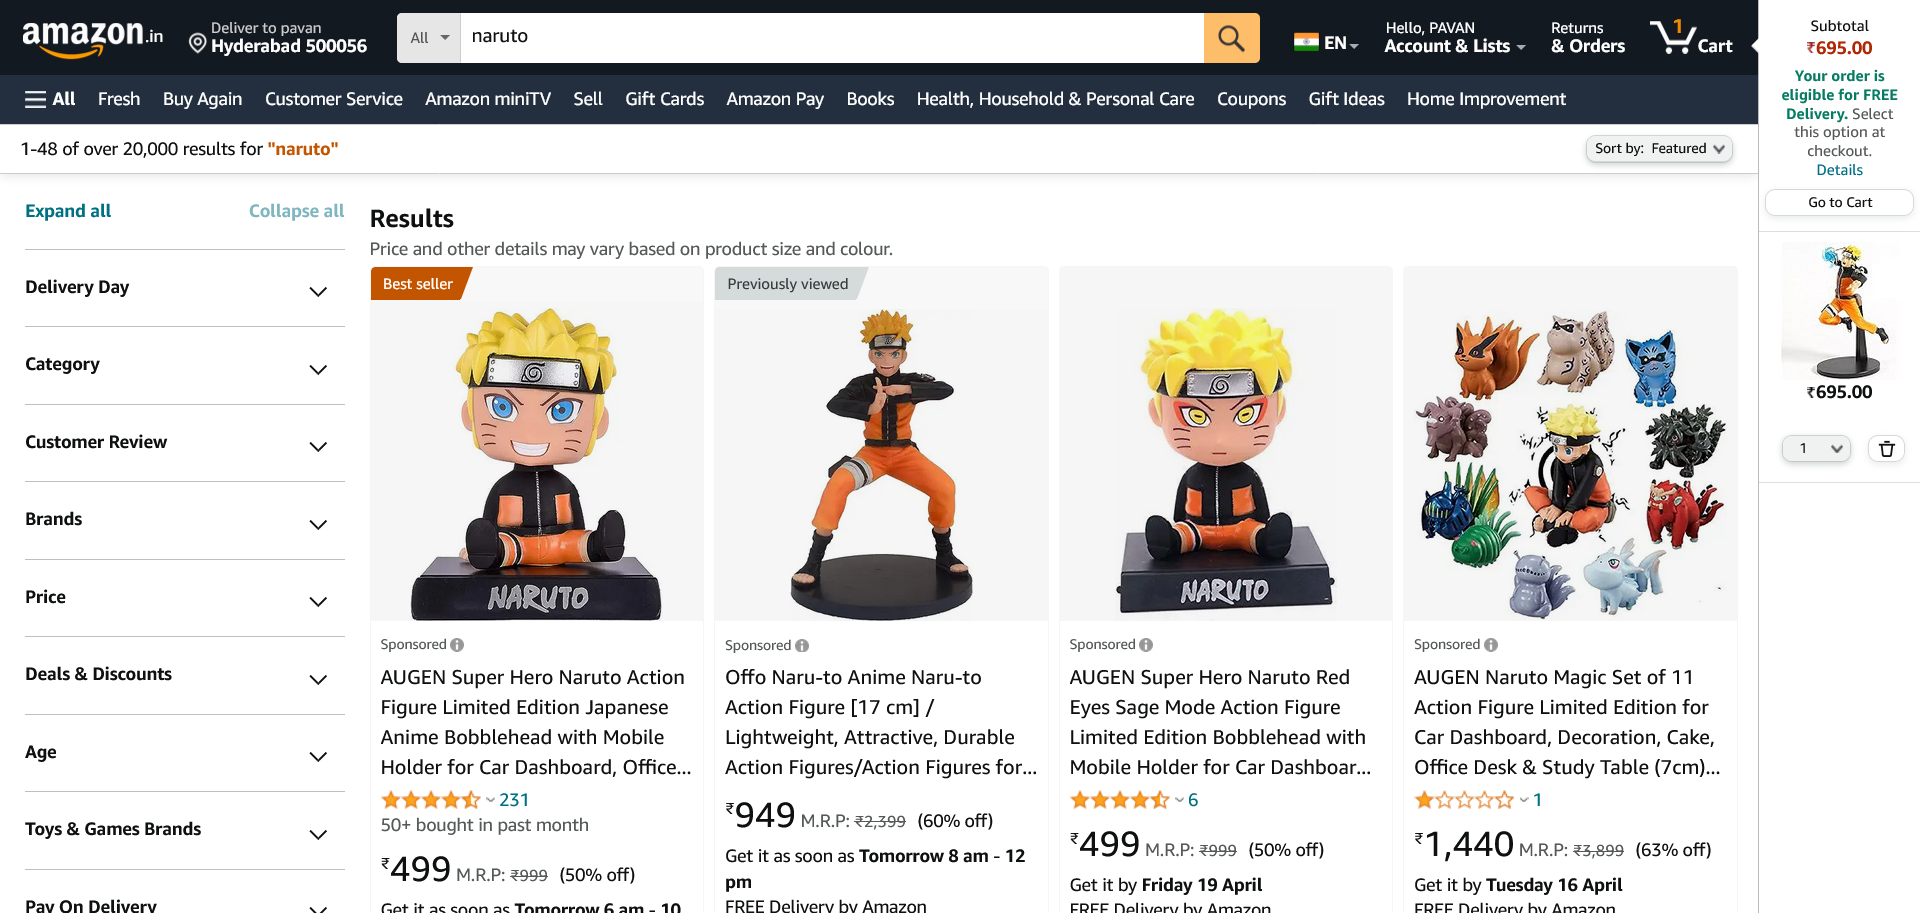 amazon.in
Deliver to pavan
Hyderabad 500056
All
naruto
EN
Hello, PAVAN
Account & Lists
Returns
& Orders
1
Cart
All
Fresh
Buy Again
Customer Service
Amazon miniTV
Sell
Gift Cards
Amazon Pay
Books
Health, Household & Personal Care
Coupons
Gift Ideas
Home Improvement
Subtotal
₹695.00
Your order is
eligible for FREE
Delivery. Select
this option at
checkout.
Details
Go to Cart
₹695.00
1
1-48 of over 20,000 results for "naruto"
Sort by: Featured
Expand all
Collapse all
Delivery Day
Category
Customer Review
Brands
Price
Deals & Discounts
Age
Toys & Games Brands
Pay On Delivery
Results
Price and other details may vary based on product size and colour.
Best seller
NARUTO
Sponsored
AUGEN Super Hero Naruto Action
Figure Limited Edition Japanese
Anime Bobblehead with Mobile
Holder for Car Dashboard, Office...
231
50+ bought in past month
₹499 M.R.P: ₹999 (50% off)
Get it as soon as Tomorrow 6 am - 10
Previously viewed
Sponsored
Offo Naru-to Anime Naru-to
Action Figure [17 cm] /
Lightweight, Attractive, Durable
Action Figures/Action Figures for...
₹949 M.R.P: ₹2,399 (60% off)
Get it as soon as Tomorrow 8 am - 12
pm
FREE Delivery by Amazon
NARUTO
Sponsored
AUGEN Super Hero Naruto Red
Eyes Sage Mode Action Figure
Limited Edition Bobblehead with
Mobile Holder for Car Dashboar...
6
₹499 M.R.P: ₹999 (50% off)
Get it by Friday 19 April
FREE Delivery by Amazon
Sponsored
AUGEN Naruto Magic Set of 11
Action Figure Limited Edition for
Car Dashboard, Decoration, Cake,
Office Desk & Study Table (7cm)...
1
₹1,440 M.R.P: ₹3,899 (63% off)
Get it by Tuesday 16 April
FREE Delivery by Amazon